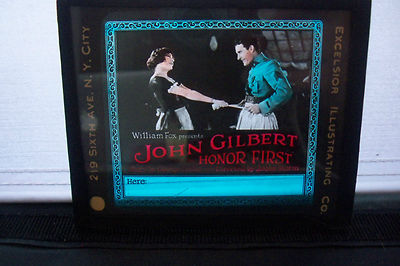 219 SIXTH AVE. N. Y. CITY
EXCELSIOR ILLUSTRATING CO.
William Fox presents
JOHN GILBERT
HONOR FIRST
Here: